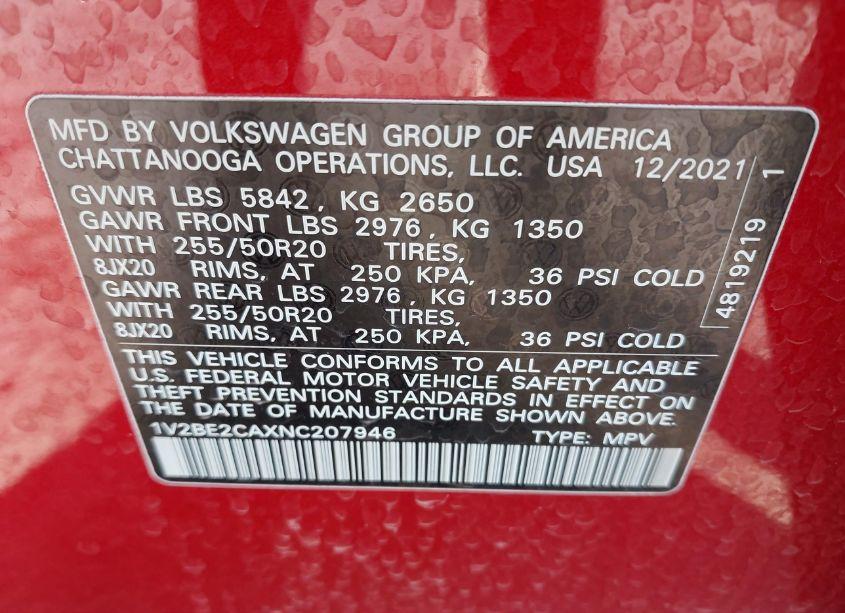 MFD BY VOLKSWAGEN GROUP OF AMERICA
CHATTANOOGA OPERATIONS, LLC. USA 12/2021
GVWR LBS 5842, KG 2650
GAWR FRONT LBS 2976, KG 1350
WITH 255/50R20 TIRES,
8JX20 RIMS, AT 250 KPA, 36 PSI COLD
GAWR REAR LBS 2976, KG 1350
WITH 255/50R20 TIRES,
8JX20 RIMS, AT 250 KPA, 36 PSI COLD
THIS VEHICLE CONFORMS TO ALL APPLICABLE
U.S. FEDERAL MOTOR VEHICLE SAFETY AND
THEFT PREVENTION STANDARDS IN EFFECT ON
THE DATE OF MANUFACTURE SHOWN ABOVE.
1V2BE2CAXNC207946 TYPE: MPV
4819219 1